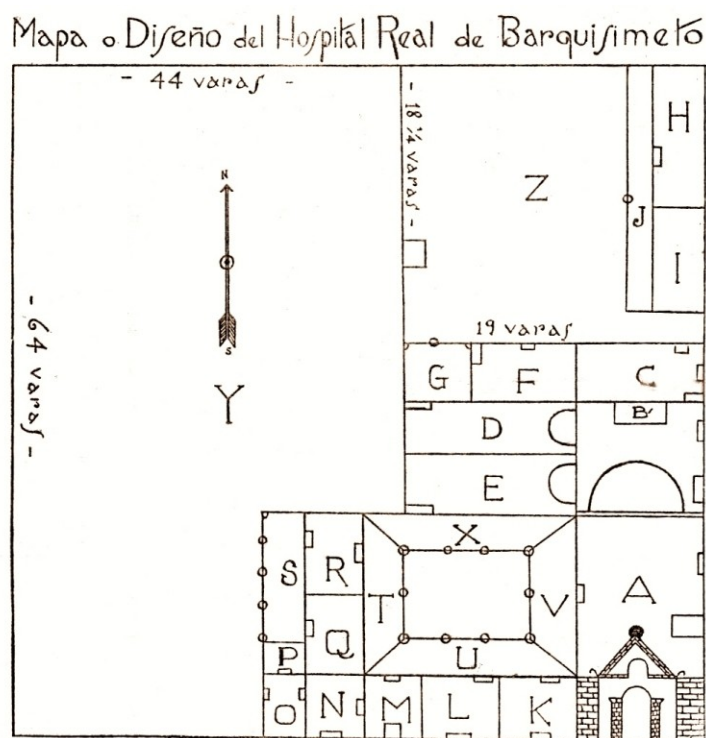 Mapa o Diseño del Hospital Real de Barquisimeto
- 44 varas -
- 18 1/4 varas -
H
Z
J
I
N
S
- 64 varas -
Y
19 varas
G
F
C
B'
D
E
X
S
R
T
V
A
Q
P
U
O
N
M
L
K